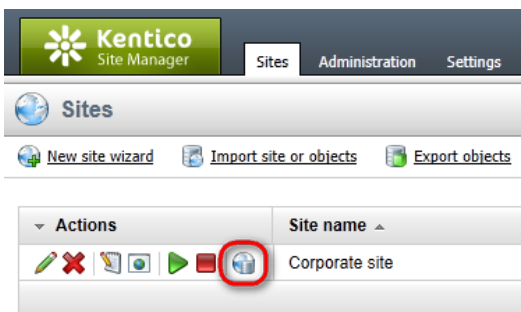 Kentico
Site Manager
Sites Administration Settings
Sites
New site wizard Import site or objects Export objects
Actions Site name
Corporate site